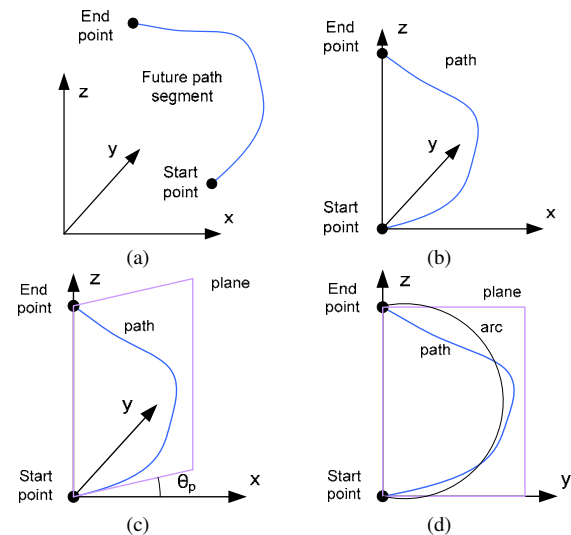 End
point
Future path
segment
z
y
Start
point
x
(a)
End
point
z
path
y
Start
point
x
(b)
End
point
z
plane
path
y
Start
point
θp
x
(c)
End
point
z
plane
arc
path
Start
point
y
(d)